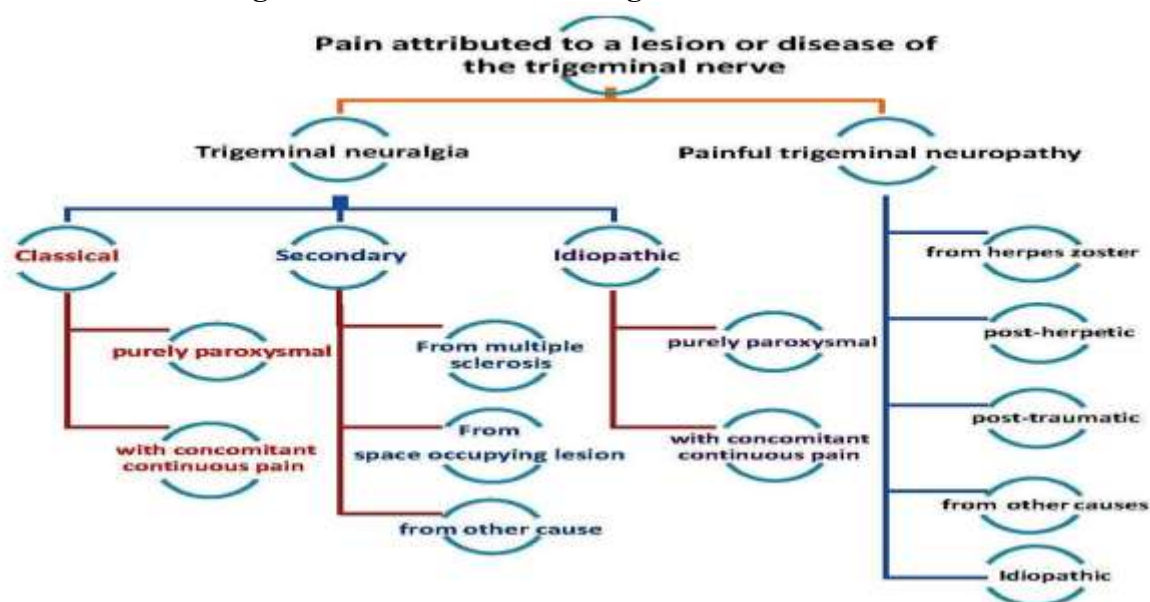 Pain attributed to a lesion or disease of
the trigeminal nerve
Trigeminal neuralgia
Painful trigeminal neuropathy
Classical
Secondary
Idiopathic
purely paroxysmal
with concomitant
continuous pain
From multiple
sclerosis
From
space occupying lesion
from other cause
purely paroxysmal
with concomitant
continuous pain
from herpes zoster
post-herpetic
post-traumatic
from other causes
Idiopathic